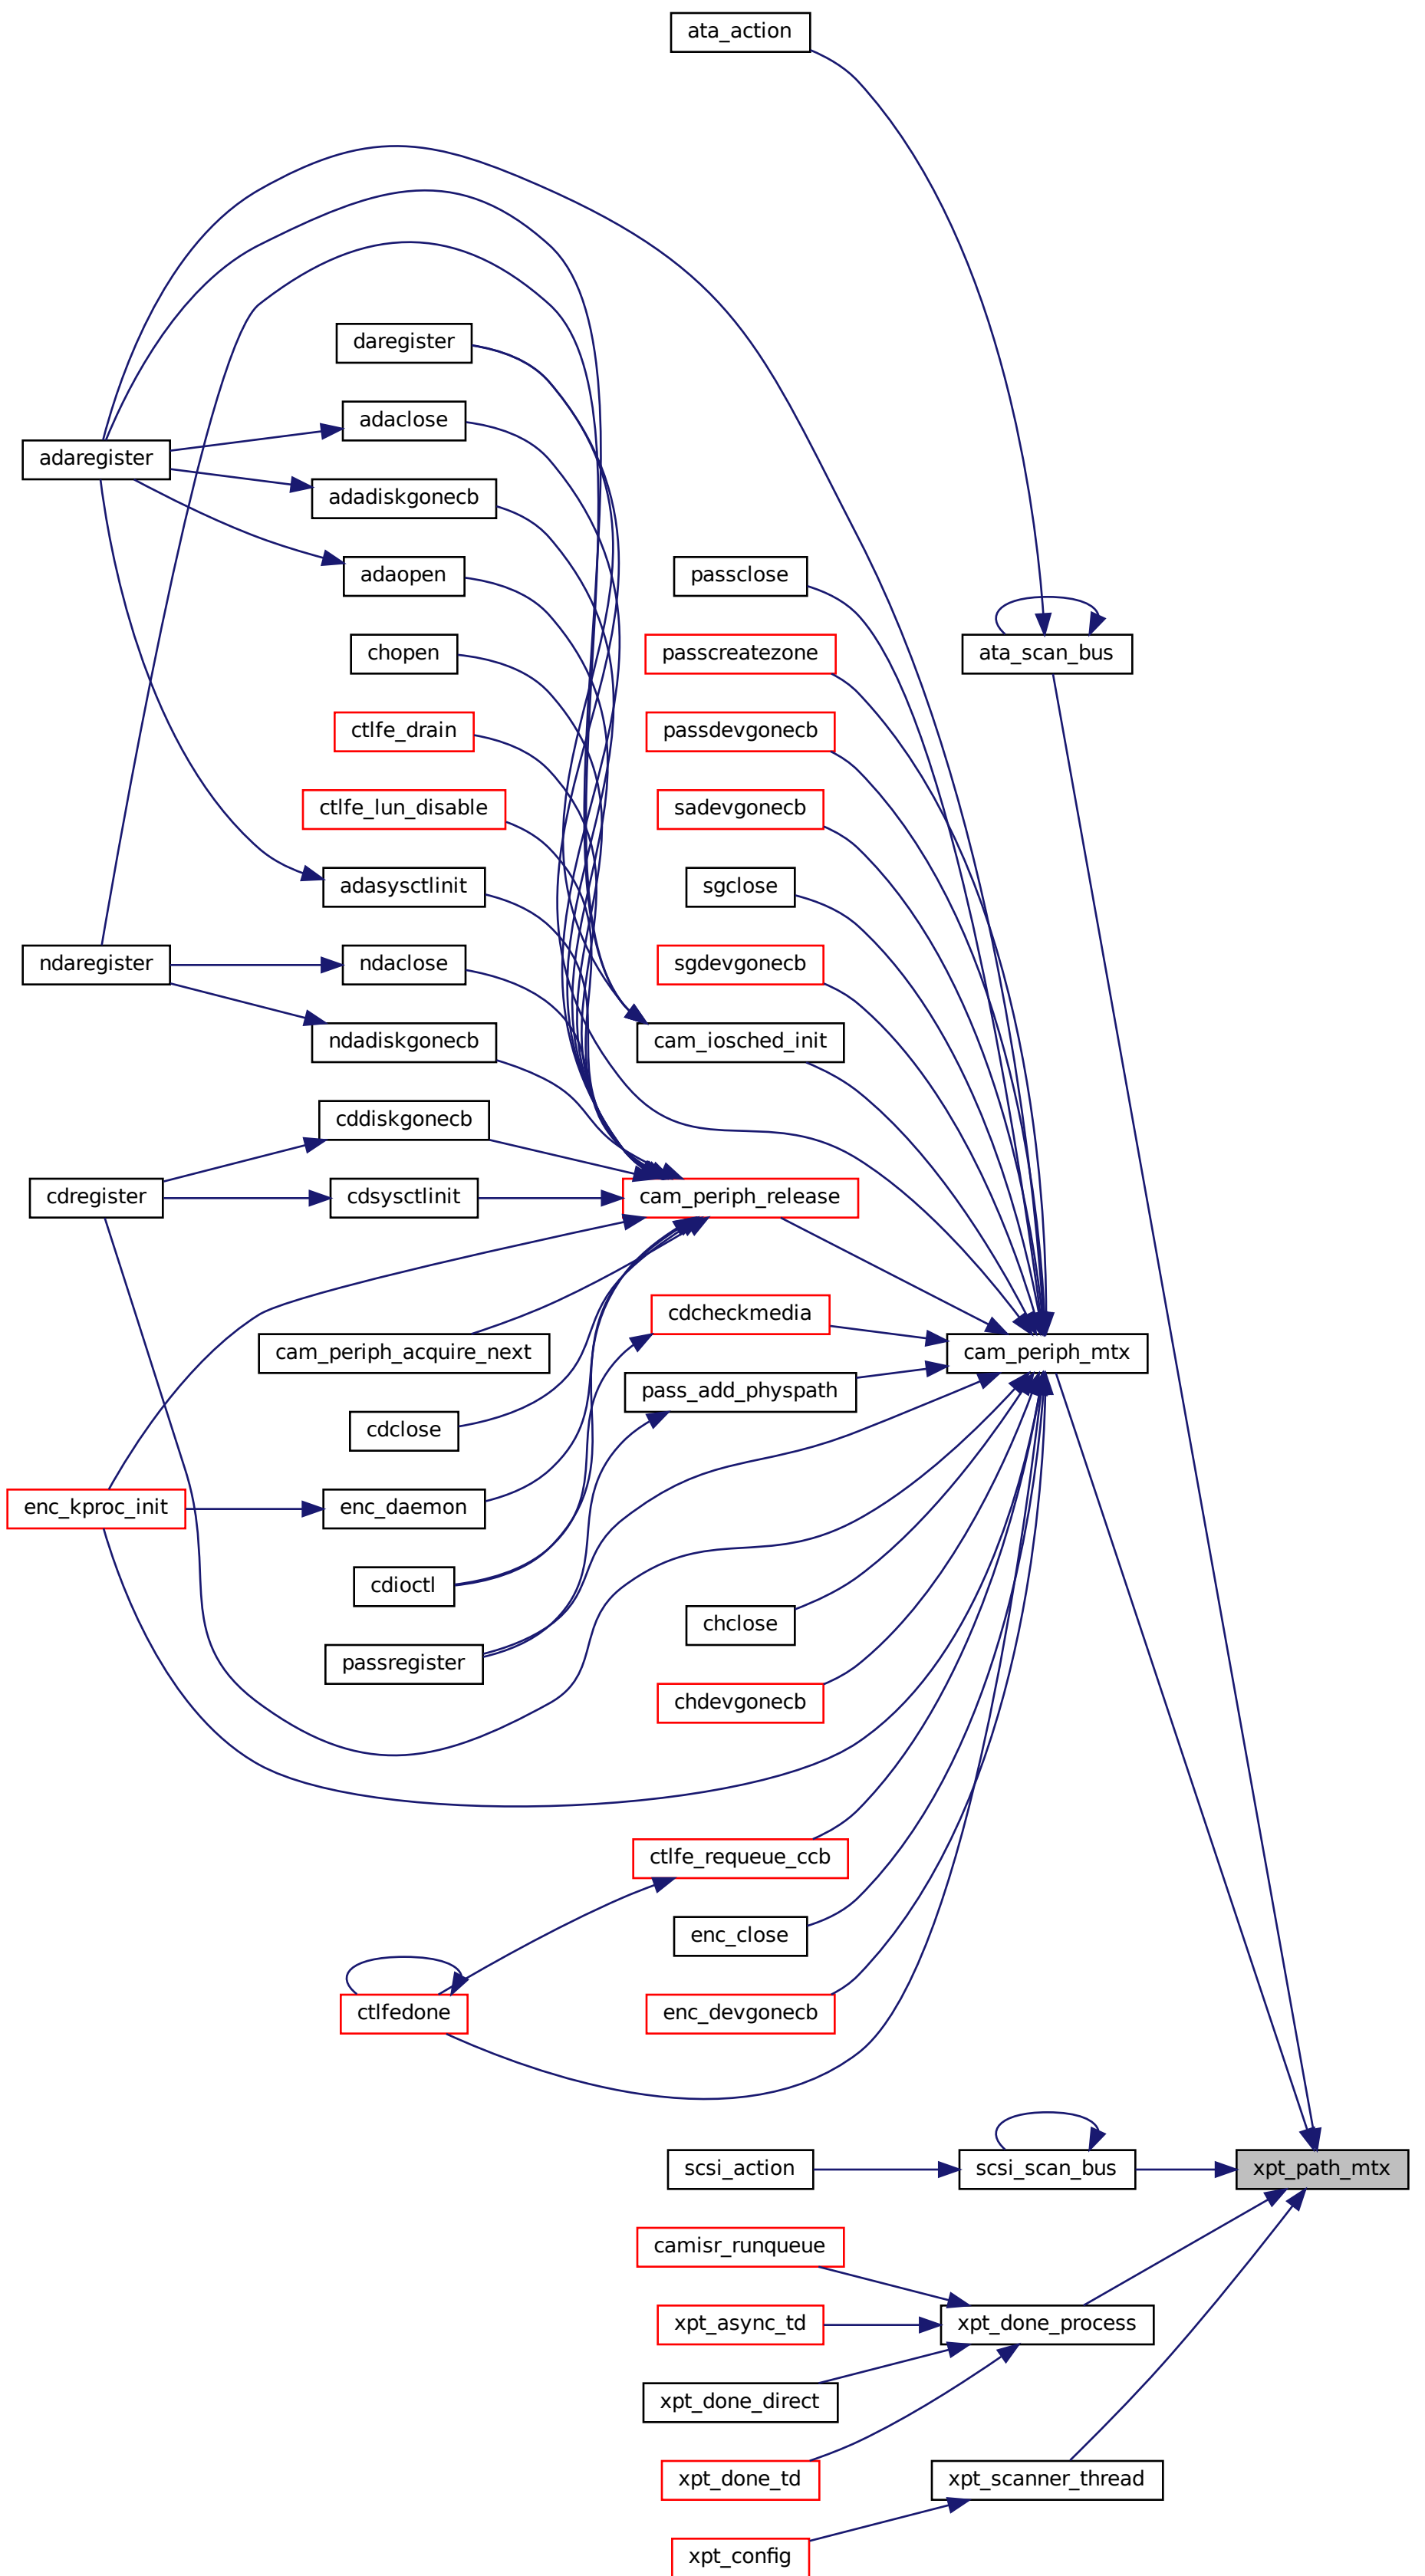 ata_action
daregister
adaclose
adaregister
adadiskgonecb
adaopen
passclose
chopen
passcreatezone
ata_scan_bus
ctlfe_drain
passdevgonecb
ctlfe_lun_disable
sadevgonecb
adasysctlinit
sgclose
ndaregister
ndaclose
sgdevgonecb
ndadiskgonecb
cam_iosched_init
cddiskgonecb
cdregister
cdsysctlinit
cam_periph_release
cdcheckmedia
cam_periph_acquire_next
cam_periph_mtx
pass_add_physpath
cdclose
enc_kproc_init
enc_daemon
cdioctl
chclose
passregister
chdevgonecb
ctlfe_requeue_ccb
enc_close
ctlfedone
enc_devgonecb
scsi_action
scsi_scan_bus
xpt_path_mtx
camisr_runqueue
xpt_async_td
xpt_done_process
xpt_done_direct
xpt_done_td
xpt_scanner_thread
xpt_config